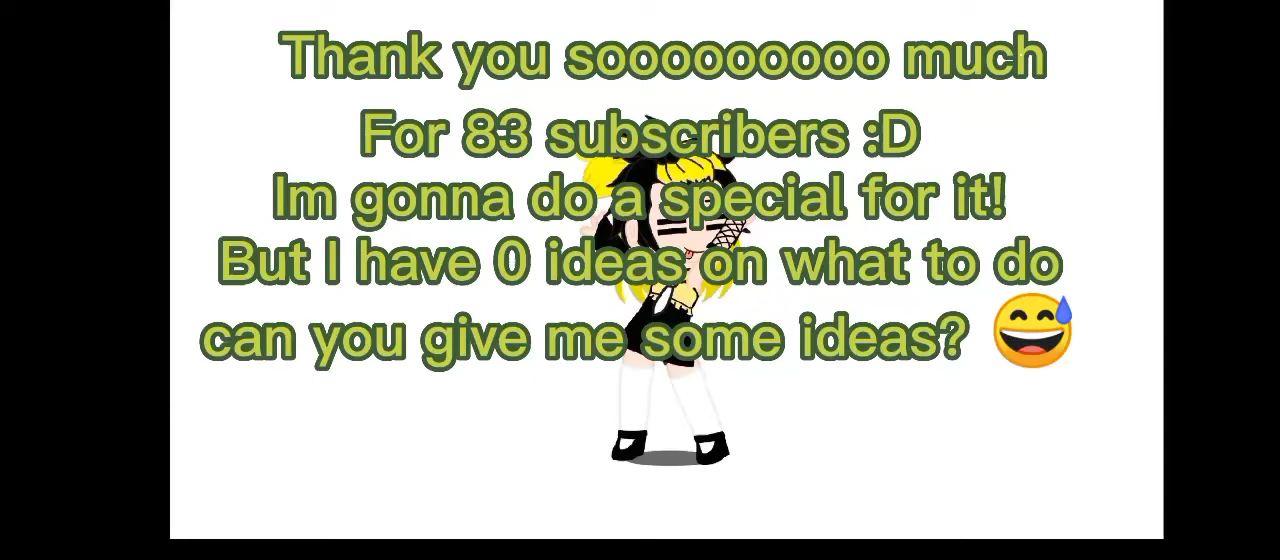 Thank you sooooooooo much
For 83 subscribers :D
Im gonna do a special for it!
But I have 0 ideas on what to do
can you give me some ideas? 😅